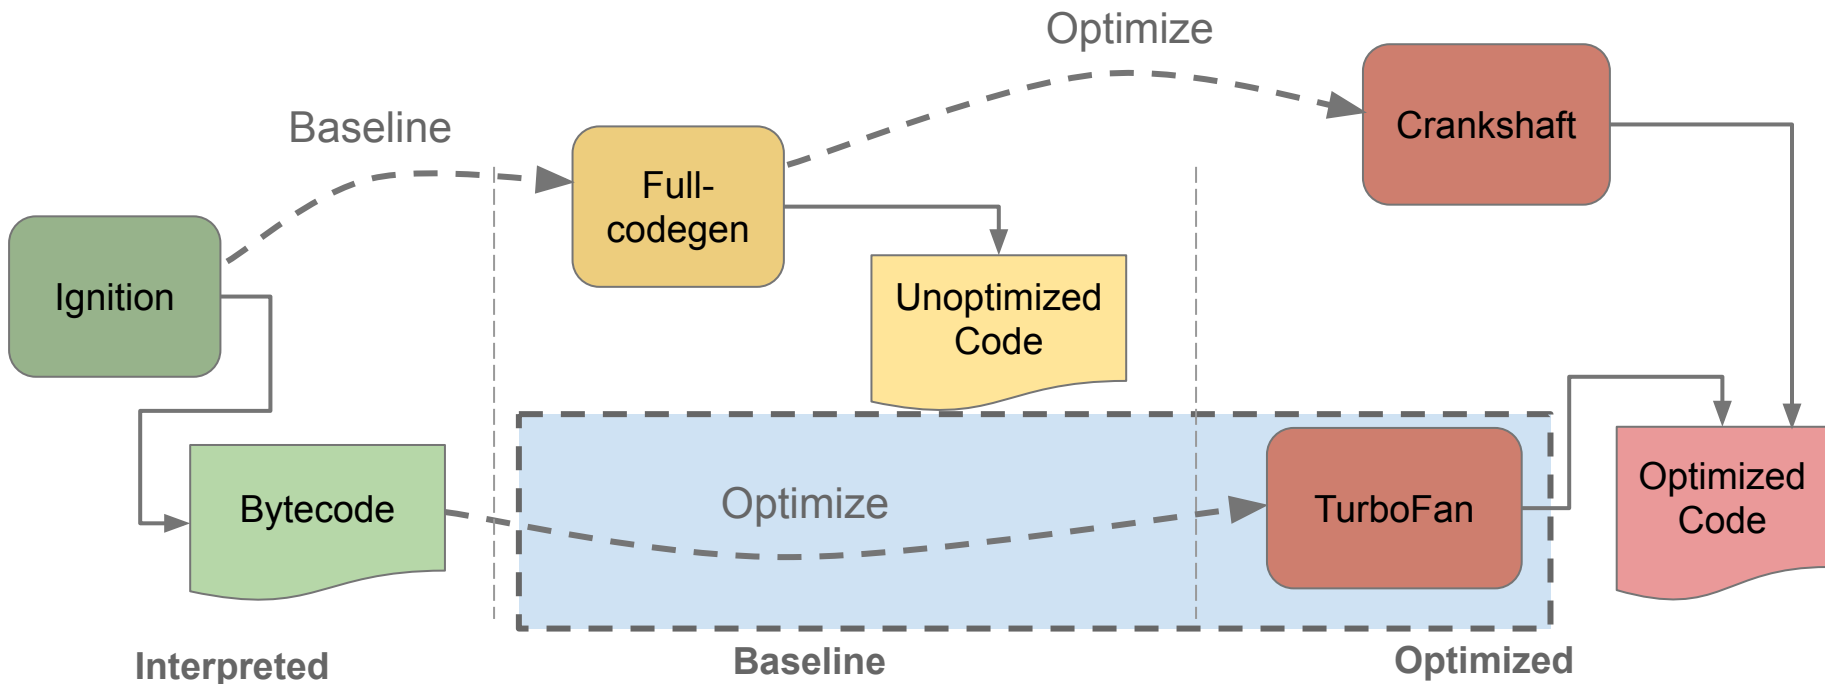 Optimize
Baseline
Crankshaft
Full-
codegen
Ignition
Unoptimized
Code
Optimize
Bytecode
TurboFan
Optimized
Code
Interpreted
Baseline
Optimized